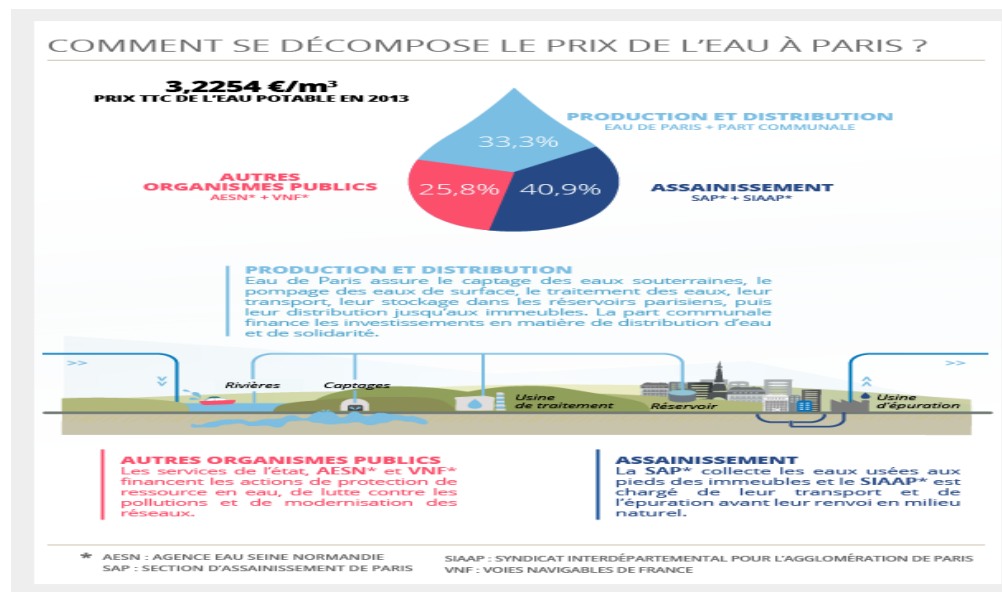 COMMENT SE DÉCOMPOSE LE PRIX DE L'EAU À PARIS ?
3,2254 €/m³
PRIX TTC DE L'EAU POTABLE EN 2013
PRODUCTION ET DISTRIBUTION
EAU DE PARIS + PART COMMUNALE
33,3%
AUTRES
ORGANISMES PUBLICS
AESN* + VNF*
25,8%
40,9%
ASSAINISSEMENT
SAP* + SIAAP*
PRODUCTION ET DISTRIBUTION
Eau de Paris assure le captage des eaux souterraines, le
pompage des eaux de surface, le traitement des eaux, leur
transport, leur stockage dans les réservoirs parisiens, puis
leur distribution jusqu'aux immeubles. La part communale
finance les investissements en matière de distribution d'eau
et de solidarité.
>>
>>
Rivières
Captages
Usine
de traitement
Réservoir
Usine
d'épuration
AUTRES ORGANISMES PUBLICS
Les services de l'état, AESN* et VNF*
financent les actions de protection de
ressource en eau, de lutte contre les
pollutions et de modernisation des
réseaux.
ASSAINISSEMENT
La SAP* collecte les eaux usées aux
pieds des immeubles et le SIAAP* est
chargé de leur transport et de
l'épuration avant leur renvoi en milieu
naturel.
* AESN : AGENCE EAU SEINE NORMANDIE
SAP : SECTION D'ASSAINISSEMENT DE PARIS
SIAAP : SYNDICAT INTERDÉPARTEMENTAL POUR L'AGGLOMÉRATION DE PARIS
VNF : VOIES NAVIGABLES DE FRANCE